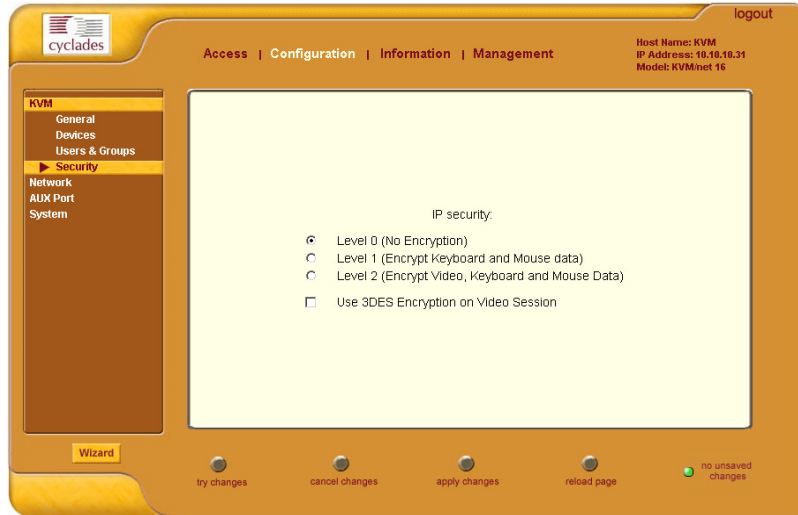 logout
cyclades
Access | Configuration | Information | Management
Host Name: KVM
IP Address: 10.10.10.31
Model: KVM/net 16
KVM
General
Devices
Users & Groups
Security
Network
AUX Port
System
IP security:
Level 0 (No Encryption)
Level 1 (Encrypt Keyboard and Mouse data)
Level 2 (Encrypt Video, Keyboard and Mouse Data)
Use 3DES Encryption on Video Session
Wizard
try changes
cancel changes
apply changes
reload page
no unsaved
changes